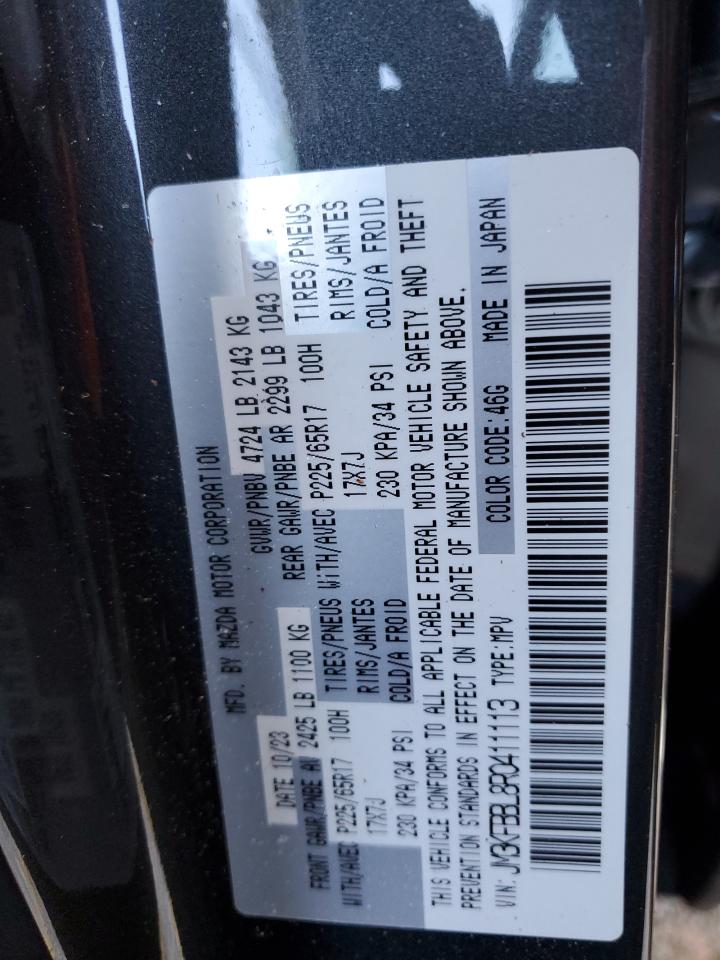 MFD. BY MAZDA MOTOR CORPORATION
DATE 10/23 GVWR/PNBV 4724 LB 2143 KG
FRONT GAWR/PNBE AV 2425 LB 1100 KG REAR GAWR/PNBE AR 2299 LB 1043 KG
WITH/AVEC P225/65R17 100H TIRES/PNEUS WITH/AVEC P225/65R17 100H TIRES/PNEUS
17X7J RIMS/JANTES 17X7J RIMS/JANTES
230 KPA/34 PSI COLD/A FROID 230 KPA/34 PSI COLD/A FROID
THIS VEHICLE CONFORMS TO ALL APPLICABLE FEDERAL MOTOR VEHICLE SAFETY AND THEFT
PREVENTION STANDARDS IN EFFECT ON THE DATE OF MANUFACTURE SHOWN ABOVE.
VIN: JM3KFBBL8R0411113 TYPE:MPV COLOR CODE:46G MADE IN JAPAN